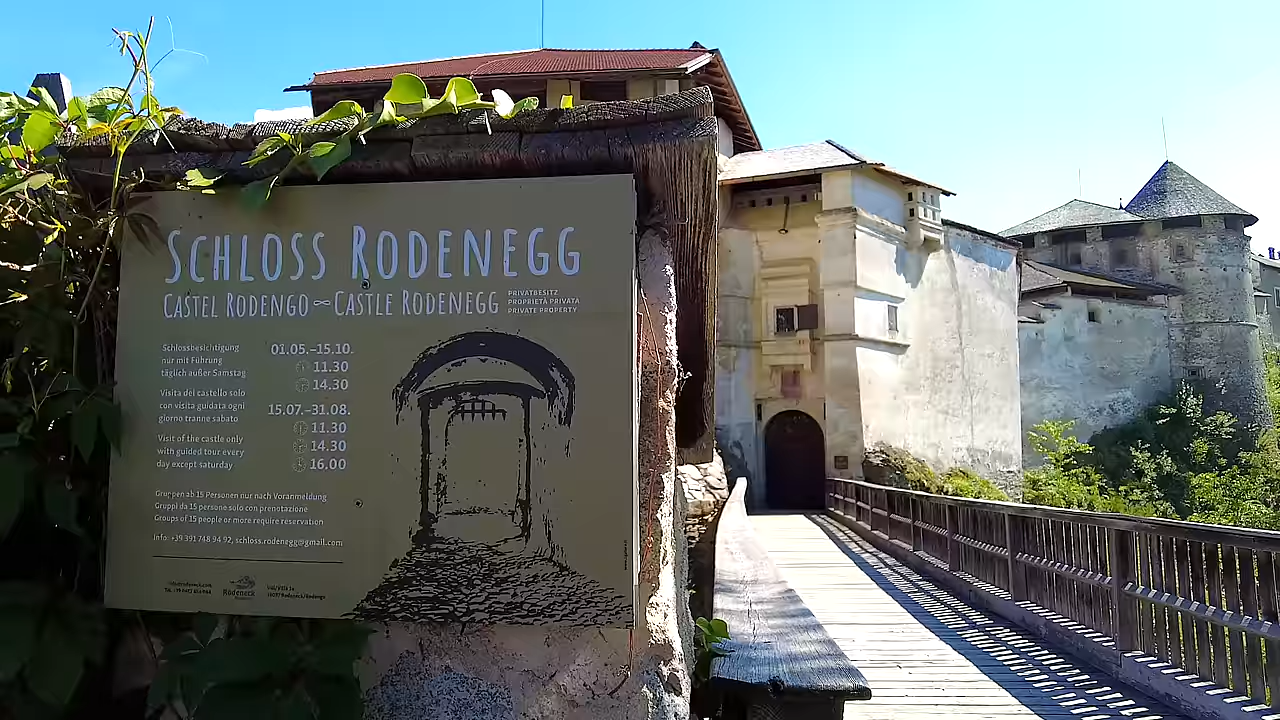 SCHLOSS RODENEGG
CASTEL RODENGO ∞ CASTLE RODENEGG
PRIVATBESITZ
PROPRIETÀ PRIVATA
PRIVATE PROPERTY
Schlossbesichtigung
nur mit Führung
täglich außer Samstag
Visita del castello solo
con visita guidata ogni
giorno tranne sabato
Visit of the castle only
with guided tour every
day except saturday
01.05.–15.10.
11.30
14.30
15.07.–31.08.
11.30
14.30
16.00
Gruppen ab 15 Personen nur nach Voranmeldung
Gruppi da 15 persone solo con prenotazione
Groups of 15 people or more require reservation
Info: +39 391 748 94 92, schloss.rodenegg@gmail.com
Rodeneck